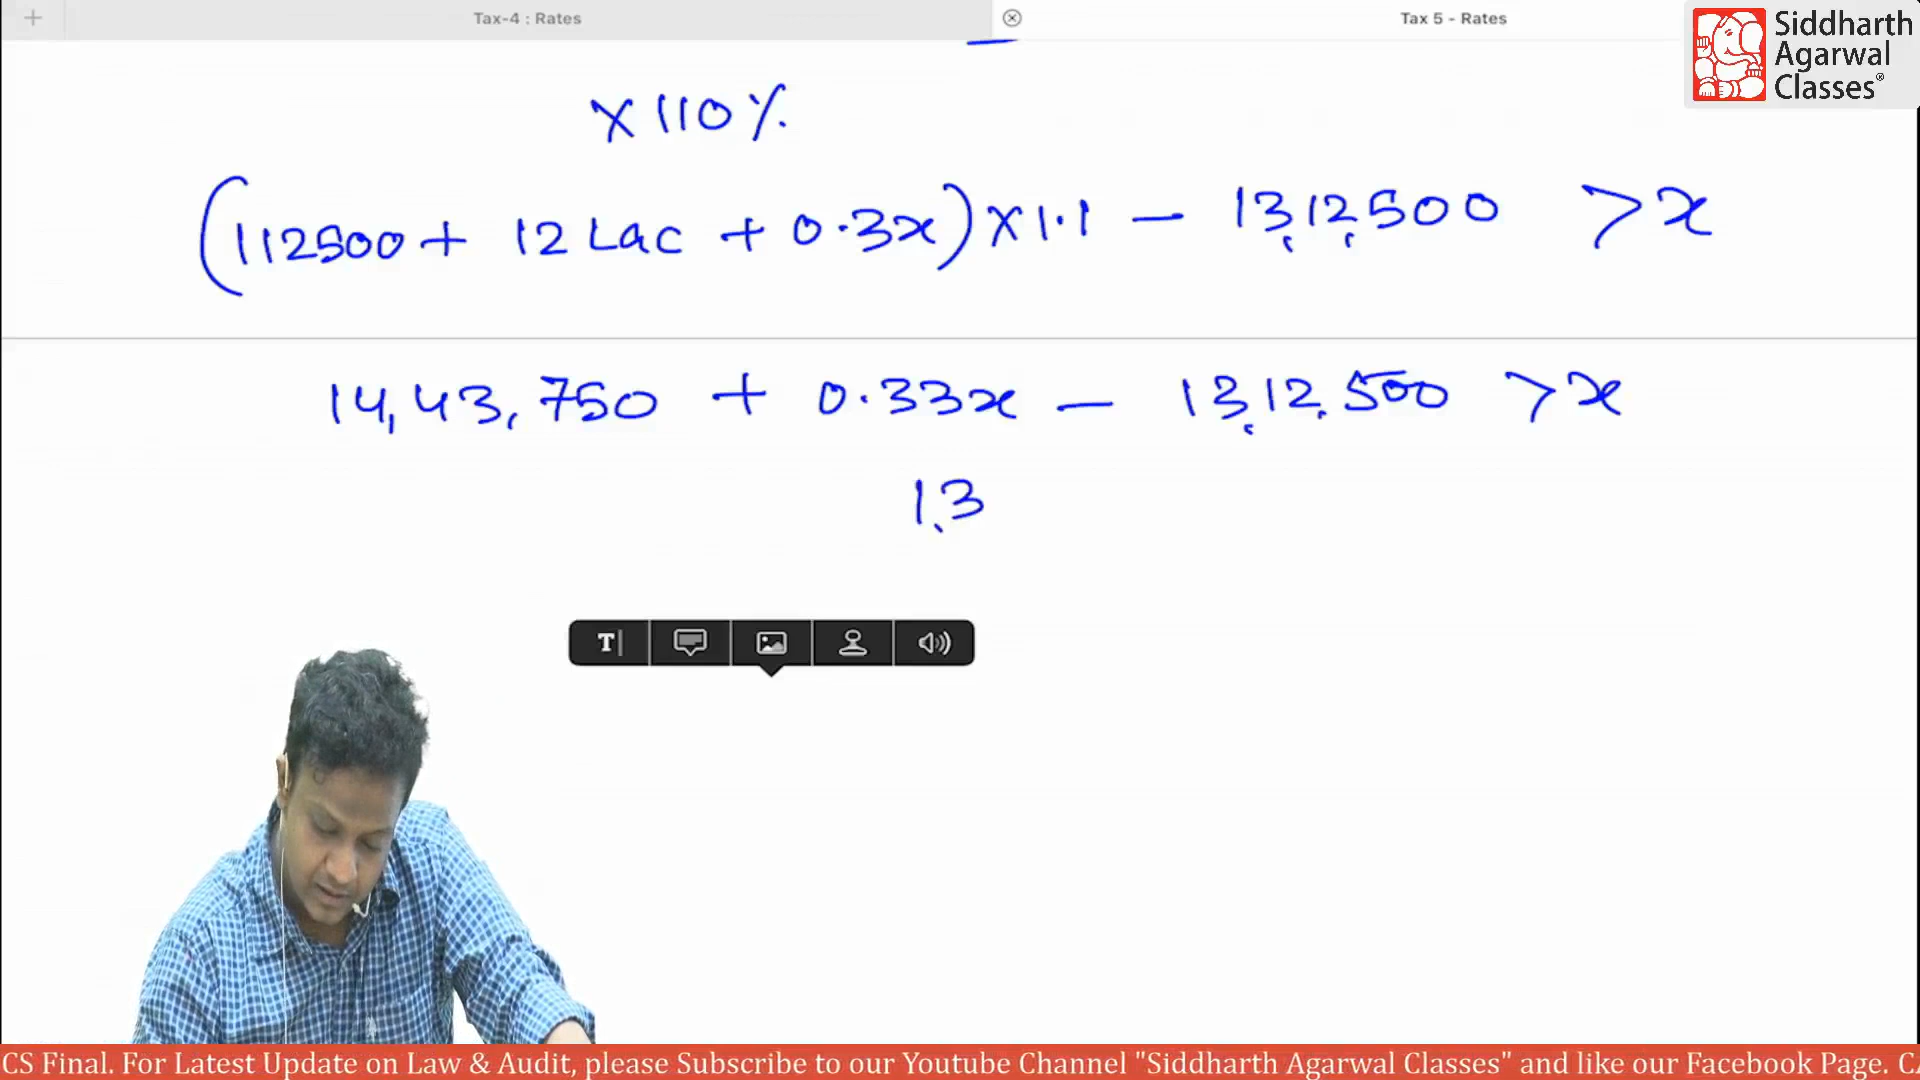 Tax-4 : Rates
Tax 5 - Rates
Siddharth
Agarwal
Classes®
x 110%
(112500 + 12 Lac + 0.3x) x 1.1 - 13,12,500 > x
14,43,750 + 0.33x - 13,12,500 > x
1,3
T
CS Final. For Latest Update on Law & Audit, please Subscribe to our Youtube Channel "Siddharth Agarwal Classes" and like our Facebook Page. CA